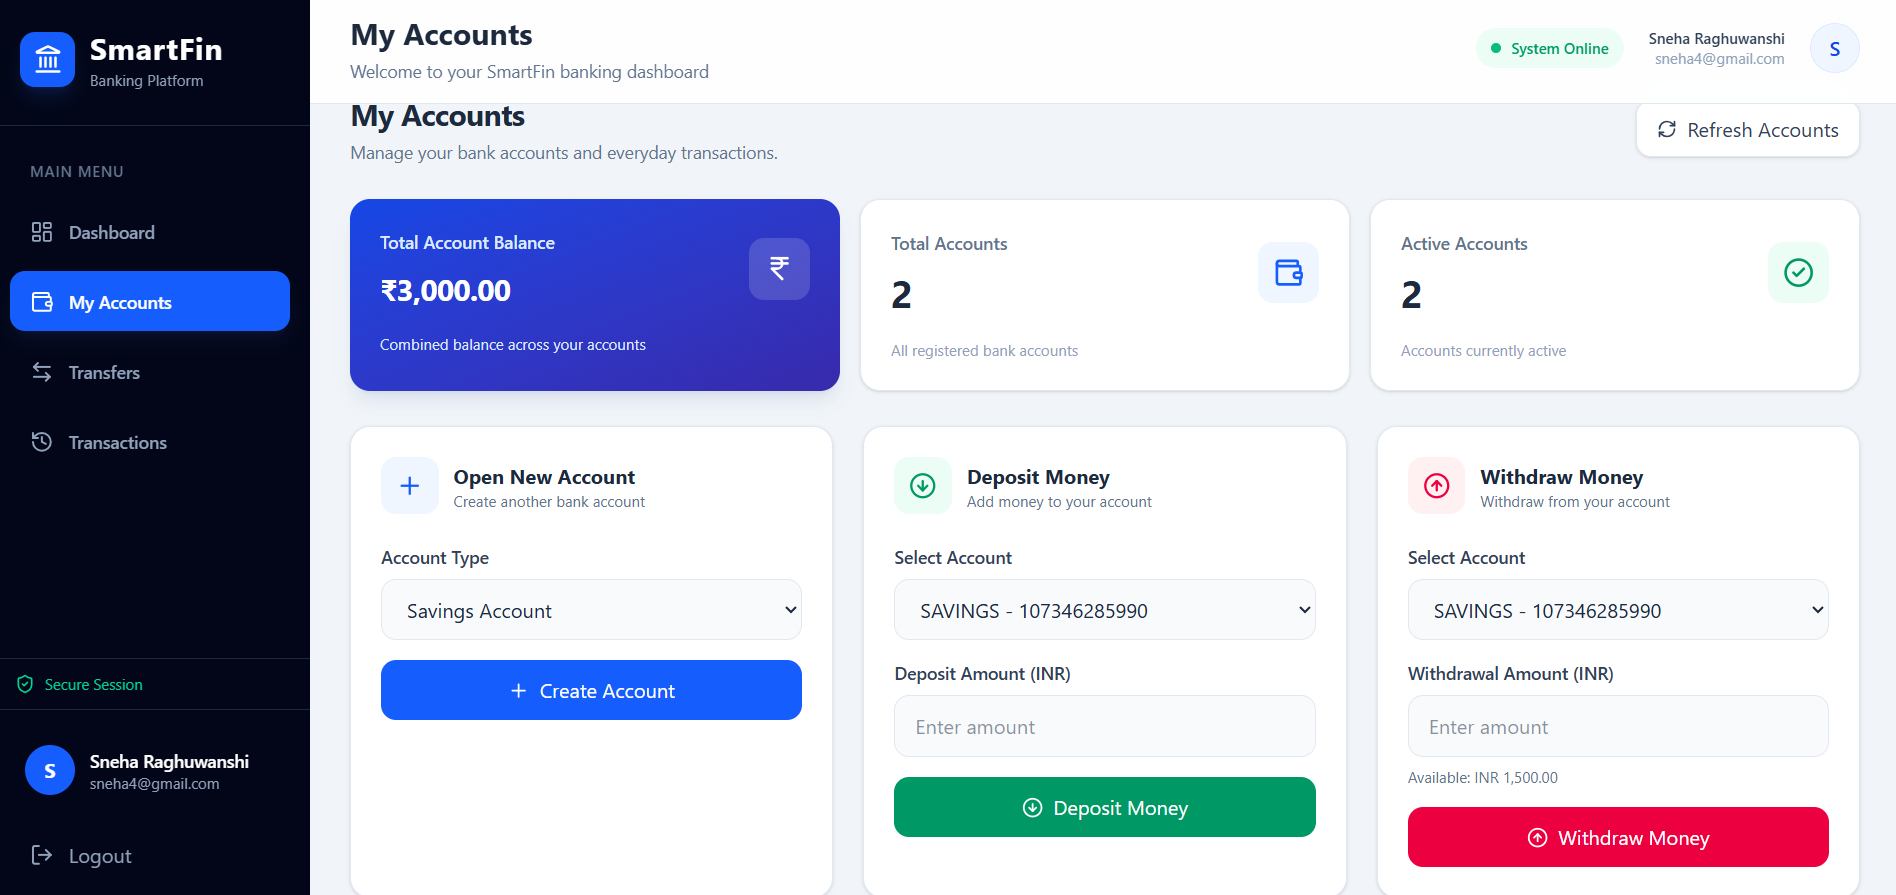 SmartFin
Banking Platform
MAIN MENU
Dashboard
My Accounts
Transfers
Transactions
Secure Session
S
Sneha Raghuwanshi
sneha4@gmail.com
Logout
My Accounts
Welcome to your SmartFin banking dashboard
System Online
Sneha Raghuwanshi
sneha4@gmail.com
S
My Accounts
Manage your bank accounts and everyday transactions.
Refresh Accounts
Total Account Balance
₹3,000.00
Combined balance across your accounts
₹
Total Accounts
2
All registered bank accounts
Active Accounts
2
Accounts currently active
Open New Account
Create another bank account
Account Type
Savings Account
+ Create Account
Deposit Money
Add money to your account
Select Account
SAVINGS - 107346285990
Deposit Amount (INR)
Enter amount
Deposit Money
Withdraw Money
Withdraw from your account
Select Account
SAVINGS - 107346285990
Withdrawal Amount (INR)
Enter amount
Available: INR 1,500.00
Withdraw Money